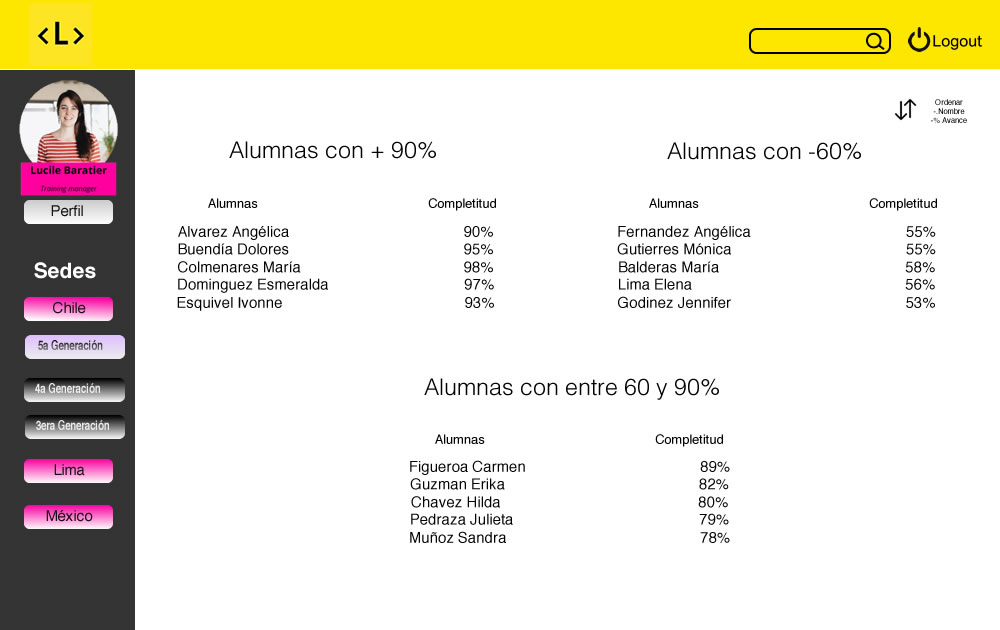 <L>
Logout
Lucile Baratier
Training manager
Perfil
Sedes
Chile
5a Generación
4a Generación
3era Generación
Lima
México
Ordenar
-.Nombre
-% Avance
Alumnas con + 90%
Alumnas Completitud
Alvarez Angélica 90%
Buendía Dolores 95%
Colmenares María 98%
Dominguez Esmeralda 97%
Esquivel Ivonne 93%
Alumnas con -60%
Alumnas Completitud
Fernandez Angélica 55%
Gutierres Mónica 55%
Balderas María 58%
Lima Elena 56%
Godinez Jennifer 53%
Alumnas con entre 60 y 90%
Alumnas Completitud
Figueroa Carmen 89%
Guzman Erika 82%
Chavez Hilda 80%
Pedraza Julieta 79%
Muñoz Sandra 78%